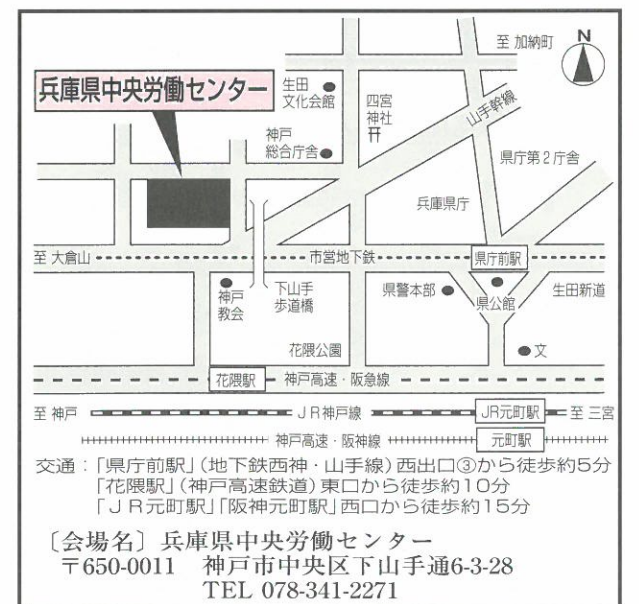 至 加納町
N
兵庫県中央労働センター
生田
文化会館
四宮
神社
山手幹線
神戸
総合庁舎
県庁第2庁舎
兵庫県庁
至 大倉山
市営地下鉄
県庁前駅
神戸
教会
下山手
歩道橋
県警本部
県公館
生田新道
花隈公園
文
花隈駅
神戸高速・阪急線
至 神戸
JR神戸線
JR元町駅
至 三宮
神戸高速・阪神線
元町駅
交通：「県庁前駅」（地下鉄西神・山手線）西出口③から徒歩約5分
「花隈駅」（神戸高速鉄道）東口から徒歩約10分
「JR元町駅」「阪神元町駅」西口から徒歩約15分
〔会場名〕兵庫県中央労働センター
〒650-0011 神戸市中央区下山手通6-3-28
TEL 078-341-2271